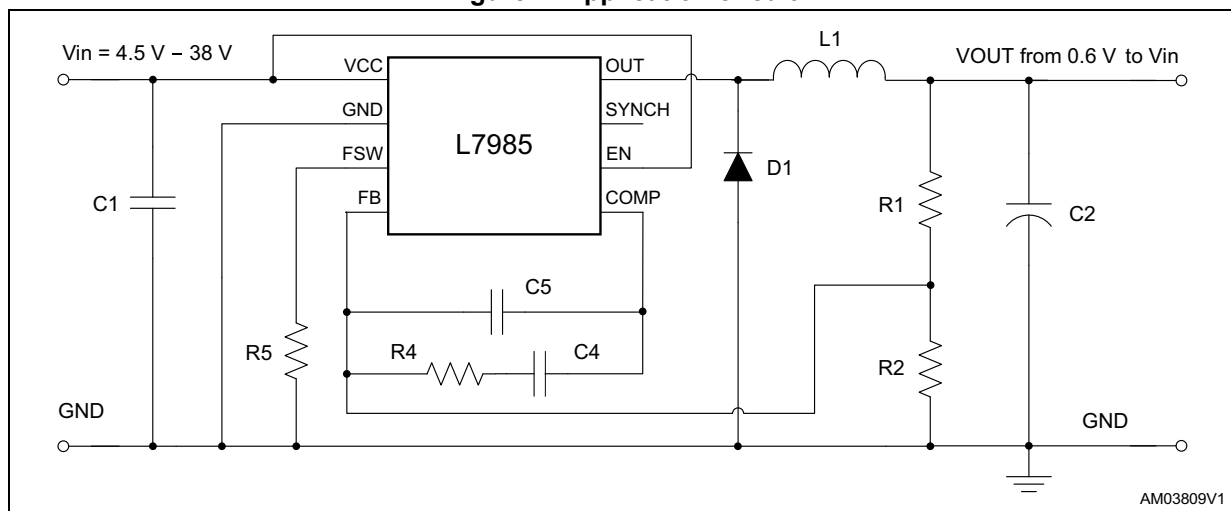 Vin = 4.5 V – 38 V
L1
VOUT from 0.6 V to Vin
VCC
OUT
GND
SYNCH
L7985
FSW
EN
D1
C1
FB
COMP
R1
C2
C5
R5
R4
C4
R2
GND
GND
AM03809V1